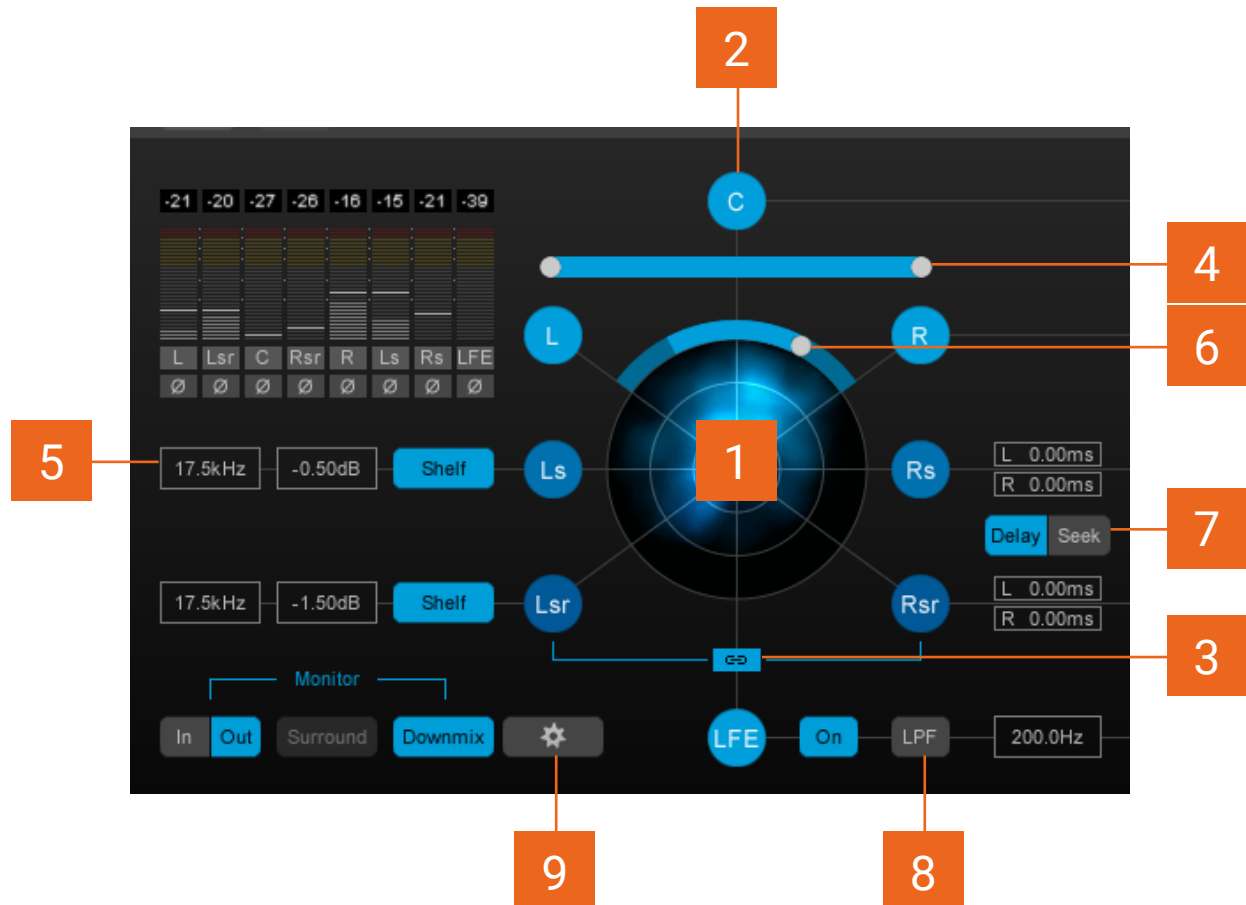 2
C
-21 -20 -27 -26 -16 -15 -21 -39
4
L
R
6
L Lsr C Rsr R Ls Rs LFE
Ø Ø Ø Ø Ø Ø Ø Ø
5
17.5kHz -0.50dB Shelf
Ls
1
Rs
L 0.00ms
R 0.00ms
Delay Seek
7
17.5kHz -1.50dB Shelf
Lsr
Rsr
L 0.00ms
R 0.00ms
3
Monitor
In Out Surround Downmix
LFE On LPF 200.0Hz
9
8